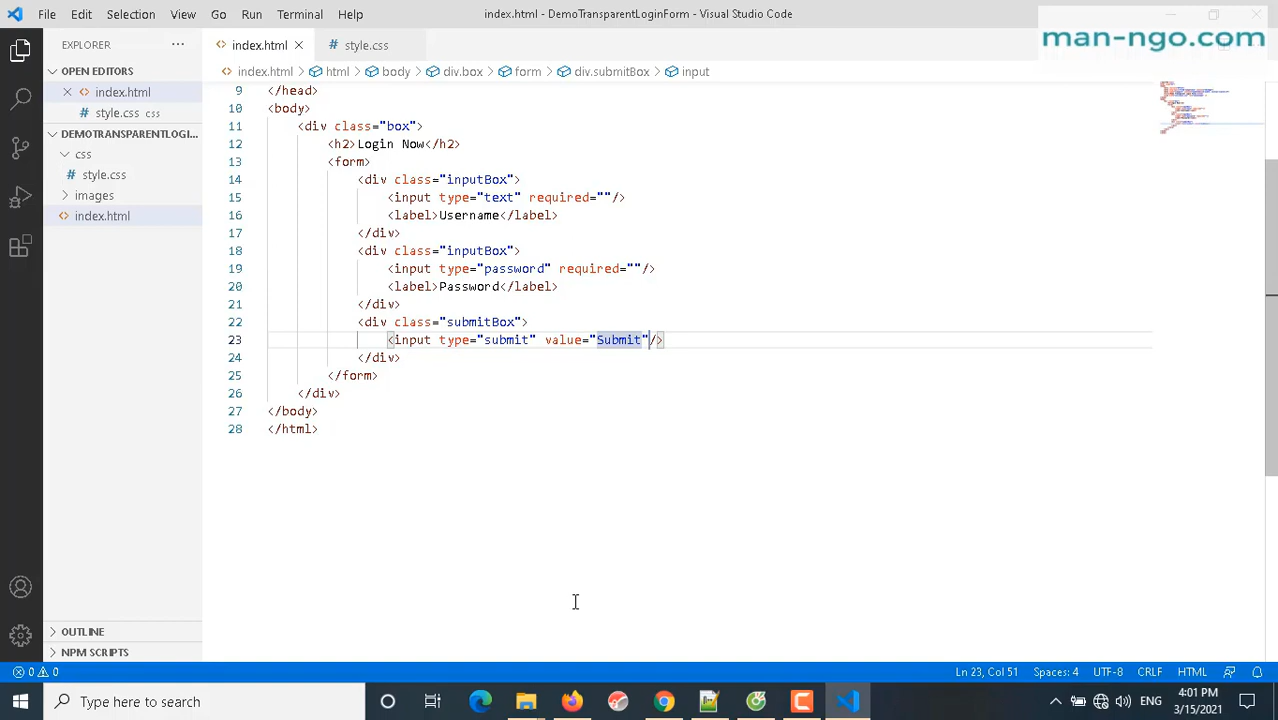 File Edit Selection View Go Run Terminal Help
index.html - DemoTransparentLoginForm - Visual Studio Code
man-ngo.com
EXPLORER
OPEN EDITORS
index.html
style.css css
DEMOTRANSPARENTLOGI...
css
style.css
images
index.html
OUTLINE
NPM SCRIPTS
index.html style.css
index.html html body div.box form div.submitBox input
9 </head>
10 <body>
11 <div class="box">
12 <h2>Login Now</h2>
13 <form>
14 <div class="inputBox">
15 <input type="text" required=""/>
16 <label>Username</label>
17 </div>
18 <div class="inputBox">
19 <input type="password" required=""/>
20 <label>Password</label>
21 </div>
22 <div class="submitBox">
23 <input type="submit" value="Submit"/>
24 </div>
25 </form>
26 </div>
27 </body>
28 </html>
0 0 Ln 23, Col 51 Spaces: 4 UTF-8 CRLF HTML
Type here to search
ENG
4:01 PM
3/15/2021